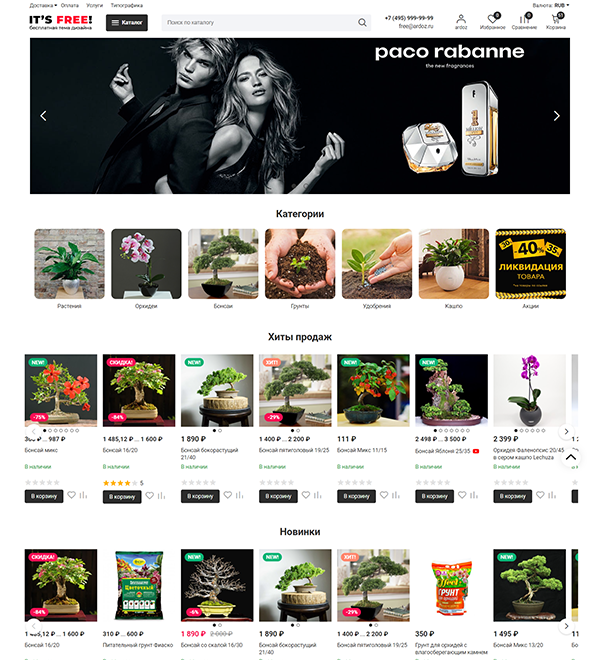 Доставка Оплата Услуги Типографика
Валюта: RUB
IT'S FREE!
бесплатная тема дизайна
Каталог
Поиск по каталогу
+7 (495) 999-99-99
free@ardoz.ru
ardoz
Избранное
Сравнение
Корзина
paco rabanne
the new fragrances
Категории
30 40% 35
ЛИКВИДАЦИЯ
ТОВАРА
Растения Орхидеи Бонсаи Грунты Удобрения Кашпо Акции
Хиты продаж
NEW! СКИДКА! NEW! ХИТ! NEW! NEW! NEW!
-75% -84% -29%
987 ₽ 1 485,12 ₽ ... 1 600 ₽ 1 890 ₽ 1 400 ₽ ... 2 200 ₽ 111 ₽ 2 498 ₽ ... 3 500 ₽ 2 399 ₽
Бонсай микс Бонсай 16/20 Бонсай бокорастущий Бонсай пятиголовый 19/25 Бонсай Микс 11/15 Бонсай Яблоня 25/35 Орхидея Фаленопсис 20/45
21/40 в сером кашпо Lechuza
В наличии В наличии В наличии В наличии В наличии В наличии В наличии
5
В корзину В корзину В корзину В корзину В корзину В корзину В корзину
Новинки
СКИДКА! NEW! NEW! ХИТ! NEW!
Цветочный
ГРУНТ
-84% -6% -29%
1 600 ₽ 310 ₽ ... 600 ₽ 1 890 ₽ 2 000 ₽ 1 890 ₽ 1 400 ₽ ... 2 200 ₽ 350 ₽ 1 495 ₽
Бонсай 16/20 Питательный грунт Фиаско Бонсай со скалой 16/30 Бонсай бокорастущий Бонсай пятиголовый 19/25 Грунт для орхидей с Бонсай Микс 13/20
21/40 влагосберегающим камнем